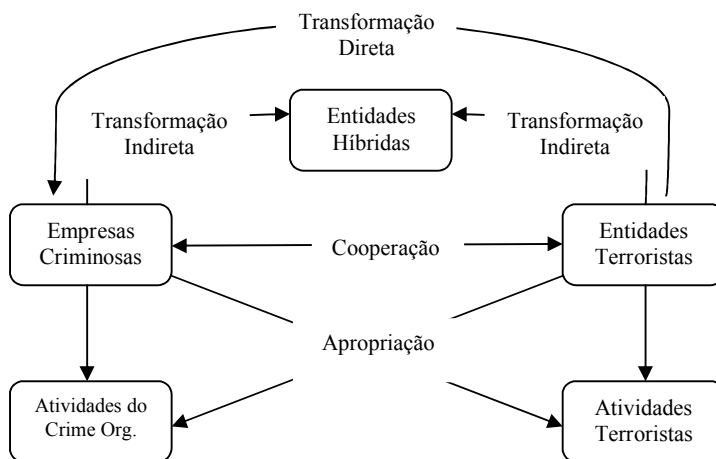 Transformação
Direta
Transformação
Indireta
Entidades
Híbridas
Transformação
Indireta
Empresas
Criminosas
Cooperação
Entidades
Terroristas
Apropriação
Atividades do
Crime Org.
Atividades
Terroristas